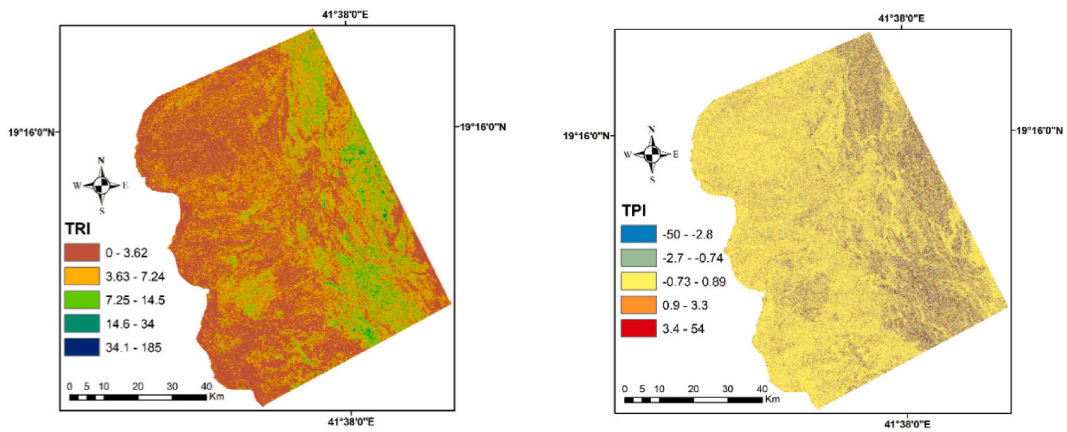 41°38'0"E
19°16'0"N
19°16'0"N
N
W E
S
TRI
0 - 3.62
3.63 - 7.24
7.25 - 14.5
14.6 - 34
34.1 - 185
0 5 10 20 30 40
Km
41°38'0"E
41°38'0"E
19°16'0"N
19°16'0"N
N
W E
S
TPI
-50 - -2.8
-2.7 - -0.74
-0.73 - 0.89
0.9 - 3.3
3.4 - 54
0 5 10 20 30 40
Km
41°38'0"E